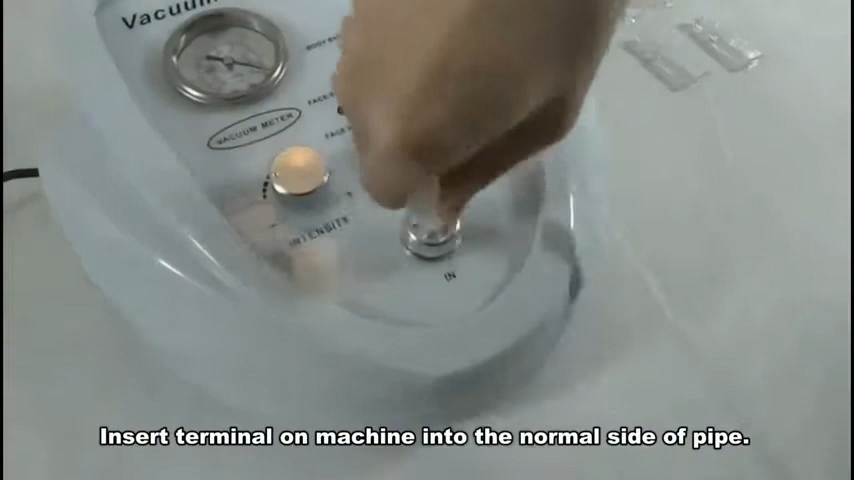 Vacuum
VACUUM METER
INTENSITY
IN
Insert terminal on machine into the normal side of pipe.